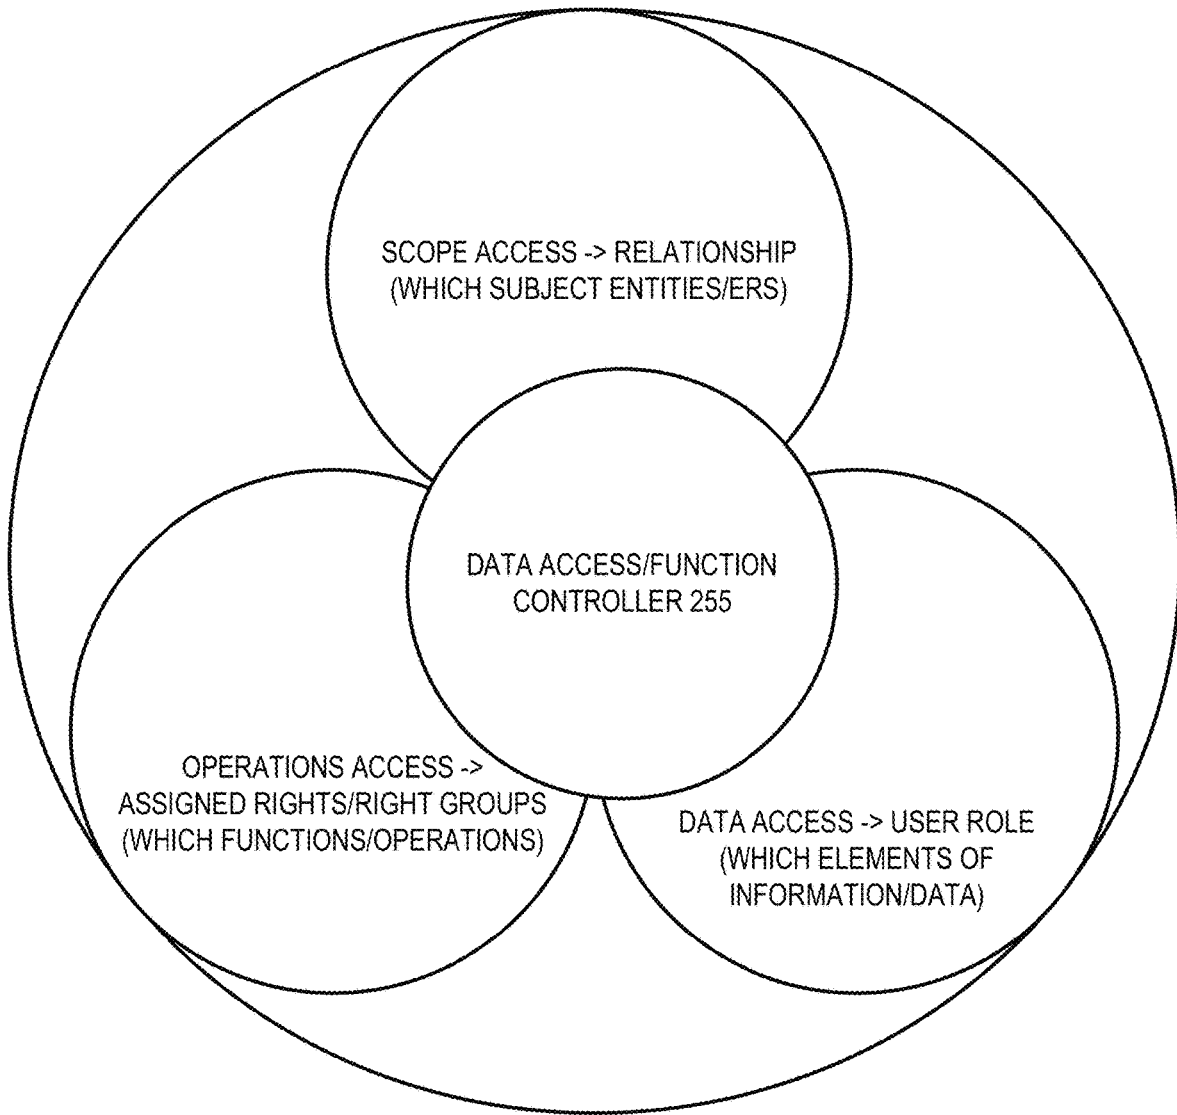 SCOPE ACCESS -> RELATIONSHIP
(WHICH SUBJECT ENTITIES/ERS)
DATA ACCESS/FUNCTION
CONTROLLER 255
OPERATIONS ACCESS ->
ASSIGNED RIGHTS/RIGHT GROUPS
(WHICH FUNCTIONS/OPERATIONS)
DATA ACCESS -> USER ROLE
(WHICH ELEMENTS OF
INFORMATION/DATA)